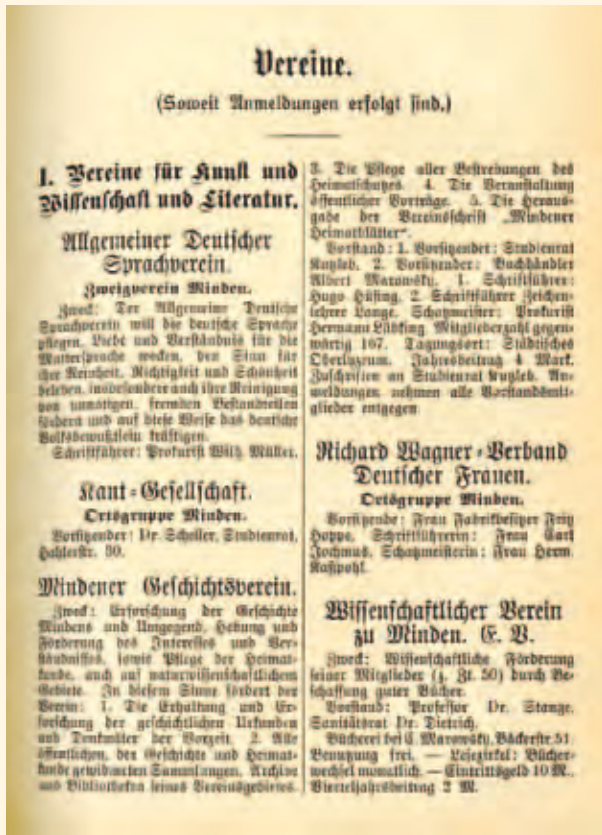 Vereine.
(Soweit Anmeldungen erfolgt sind.)
I. Vereine für Kunst und
Wissenschaft und Literatur.
Allgemeiner Deutscher
Sprachverein.
Zweigverein Minden.
Zweck: Der Allgemeine Deutsche
Sprachverein will die deutsche Sprache
pflegen, Liebe und Verständnis für die
Muttersprache wecken, den Sinn für
ihre Reinheit, Richtigkeit und Schönheit
beleben, insbesondere auch ihre Reinigung
von unnötigen, fremden Bestandteilen
fördern und auf diese Weise das deutsche
Volksbewußtsein kräftigen.
Schriftführer: Prokurist Wilh. Müller.
Kant-Gesellschaft.
Ortsgruppe Minden.
Vorsitzender: Dr. Scholler, Studienrat,
Hahlerstr. 30.
Mindener Geschichtsverein.
Zweck: Erforschung der Geschichte
Mindens und Umgegend, Hebung und
Förderung des Interesses und Ver-
ständnisses, sowie Pflege der Heimat-
kunde, auch auf naturwissenschaftlichem
Gebiete. In diesem Sinne fördert der
Verein: 1. Die Erhaltung und Er-
forschung der geschichtlichen Urkunden
und Denkmäler der Vorzeit. 2. Alle
öffentlichen, der Geschichte und Heimat-
kunde gewidmeten Sammlungen, Archive
und Bibliotheken seines Vereinsgebietes.
3. Die Pflege aller Bestrebungen des
Heimatschutzes. 4. Die Veranstaltung
öffentlicher Vorträge. 5. Die Heraus-
gabe der Vereinsschrift „Mindener
Heimatblätter“.
Vorstand: 1. Vorsitzender: Studienrat
Kutzleb. 2. Vorsitzender: Buchhändler
Albert Marowsky. 1. Schriftführer:
Hugo Hüsing. 2. Schriftführer Zeichen-
lehrer Lange. Schatzmeister: Prokurist
Hermann Lübking Mitgliederzahl gegen-
wärtig 167. Tagungsort: Städtisches
Oberlyzeum. Jahresbeitrag 4 Mark.
Zuschriften an Studienrat Kutzleb. An-
meldungen nehmen alle Vorstandsmit-
glieder entgegen
Richard Wagner-Verband
Deutscher Frauen.
Ortsgruppe Minden.
Vorsitzende: Frau Fabrikbesitzer Fritz
Hoppe. Schriftführerin: Frau Carl
Jochmus. Schatzmeisterin: Frau Herm.
Raßpohl.
Wissenschaftlicher Verein
zu Minden. E. V.
Zweck: Wissenschaftliche Förderung
seiner Mitglieder (z. Zt. 50) durch Be-
schaffung guter Bücher.
Vorstand: Professor Dr. Stange.
Sanitätsrat Dr. Dietrich.
Bücherei bei C. Marowsky, Bäckerstr. 51
Benutzung frei. — Lesezirkel: Bücher-
wechsel monatlich. — Eintrittsgeld 10 M.,
Vierteljahrsbeitrag 2 M.